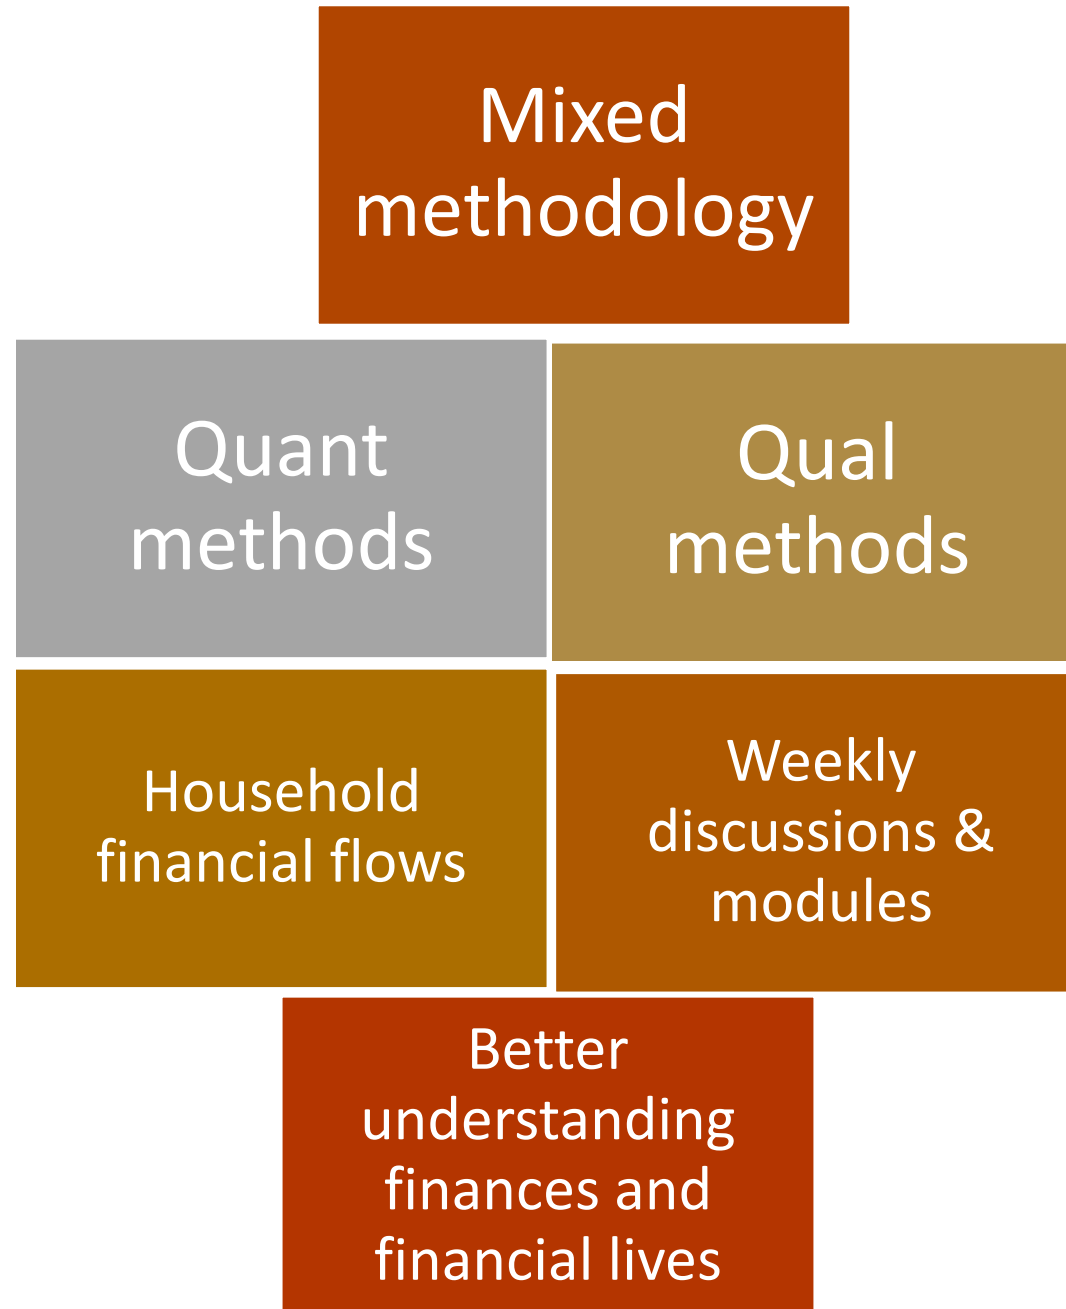 Mixed
methodology
Quant
methods
Qual
methods
Household
financial flows
Weekly
discussions &
modules
Better
understanding
finances and
financial lives